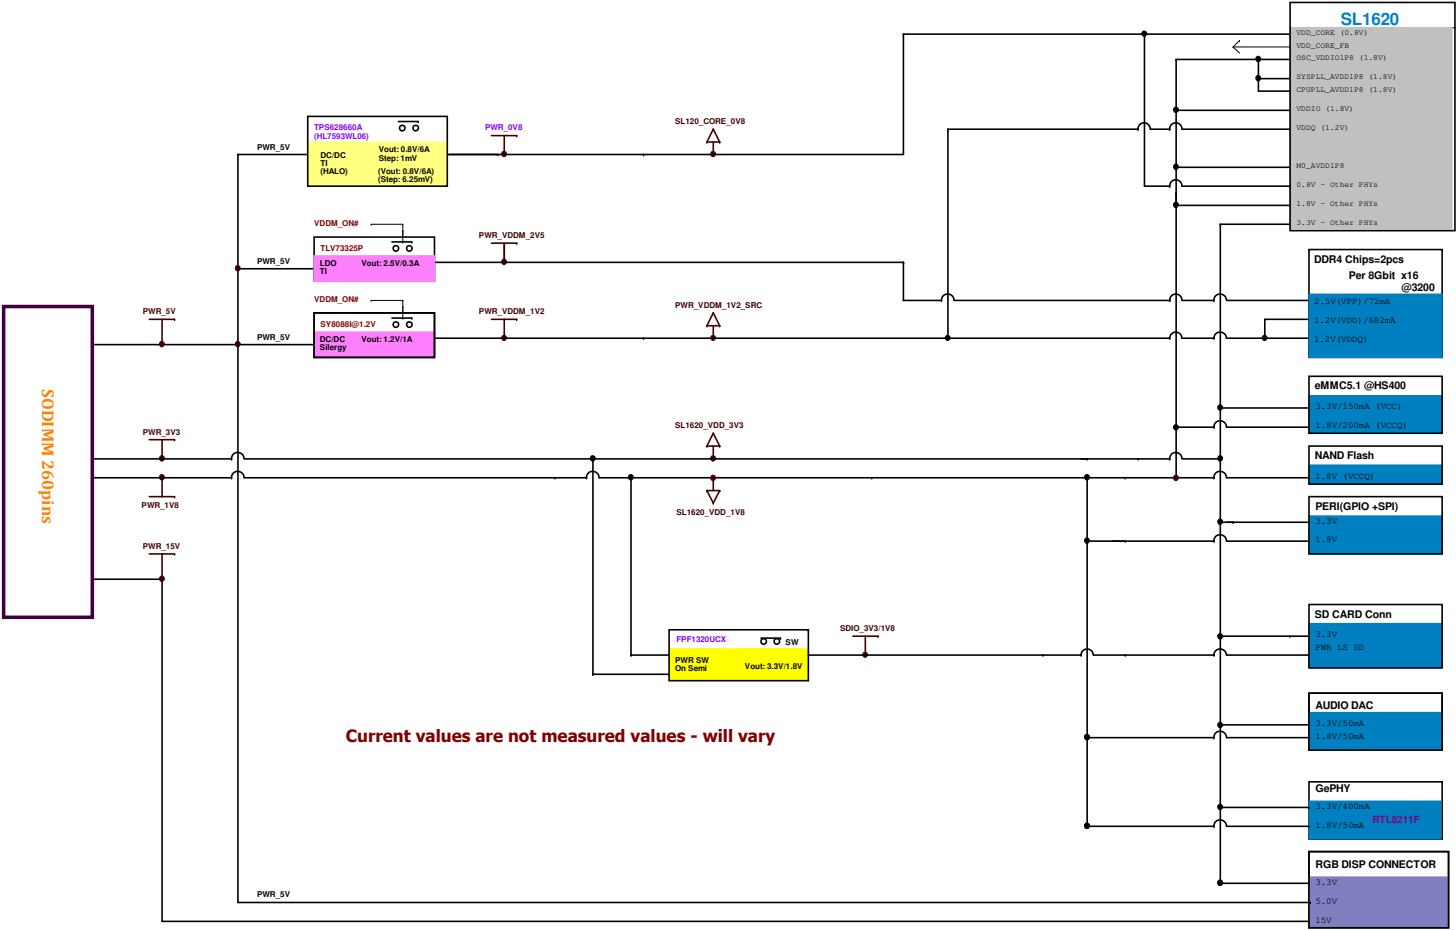 SL1620
VDD_CORE (0.8V)
VDD_CORE_FB
OSC_VDDIO1P8 (1.8V)
SYSPLL_AVDD1P8 (1.8V)
CPUPLL_AVDD1P8 (1.8V)
VDDIO (1.8V)
VDDQ (1.2V)
M0_AVDD1P8
0.8V - Other PHYs
1.8V - Other PHYs
3.3V - Other PHYs
PWR_5V
TPS628660A
(HL7593WL06)
DC/DC
TI
(HALO)
Vout: 0.8V/6A
Step: 1mV
(Vout: 0.8V/6A)
(Step: 6.25mV)
PWR_0V8
SL120_CORE_0V8
VDDM_ON#
PWR_5V
TLV73325P
LDO
TI
Vout: 2.5V/0.3A
PWR_VDDM_2V5
VDDM_ON#
PWR_5V
SY8088I@1.2V
DC/DC
Silergy
Vout: 1.2V/1A
PWR_VDDM_1V2
PWR_VDDM_1V2_SRC
DDR4 Chips=2pcs
Per 8Gbit x16
@3200
2.5V(VPP)/72mA
1.2V(VDD)/682mA
1.2V(VDDQ)
SODIMM 260pins
PWR_5V
PWR_3V3
PWR_1V8
PWR_15V
SL1620_VDD_3V3
SL1620_VDD_1V8
eMMC5.1 @HS400
3.3V/150mA (VCC)
1.8V/200mA (VCCQ)
NAND Flash
1.8V (VCCQ)
PERI(GPIO +SPI)
3.3V
1.8V
FPF1320UCX
SW
PWR SW
On Semi
Vout: 3.3V/1.8V
SDIO_3V3/1V8
SD CARD Conn
3.3V
PWR LS SD
AUDIO DAC
3.3V/50mA
1.8V/50mA
Current values are not measured values - will vary
GePHY
3.3V/400mA
1.8V/50mA
RTL8211F
RGB DISP CONNECTOR
3.3V
5.0V
15V
PWR_5V